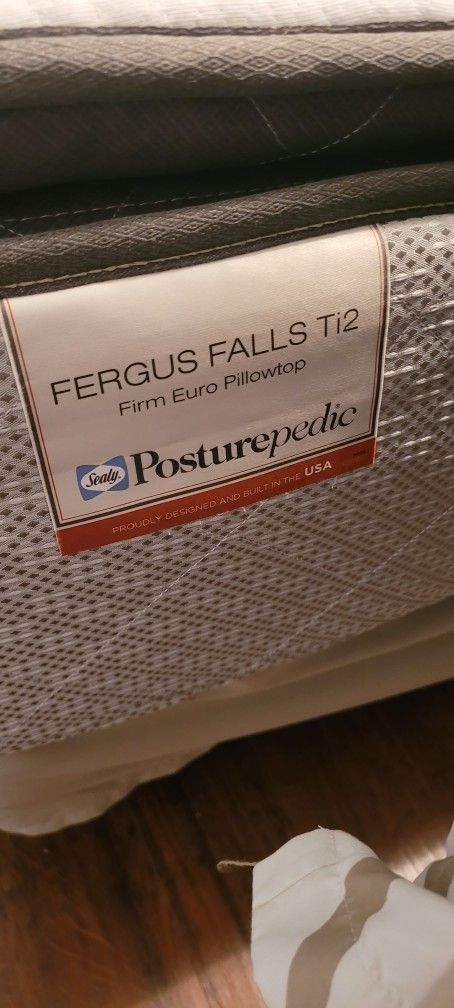 FERGUS FALLS Ti2
Firm Euro Pillowtop
Sealy Posturepedic
PROUDLY DESIGNED AND BUILT IN THE USA